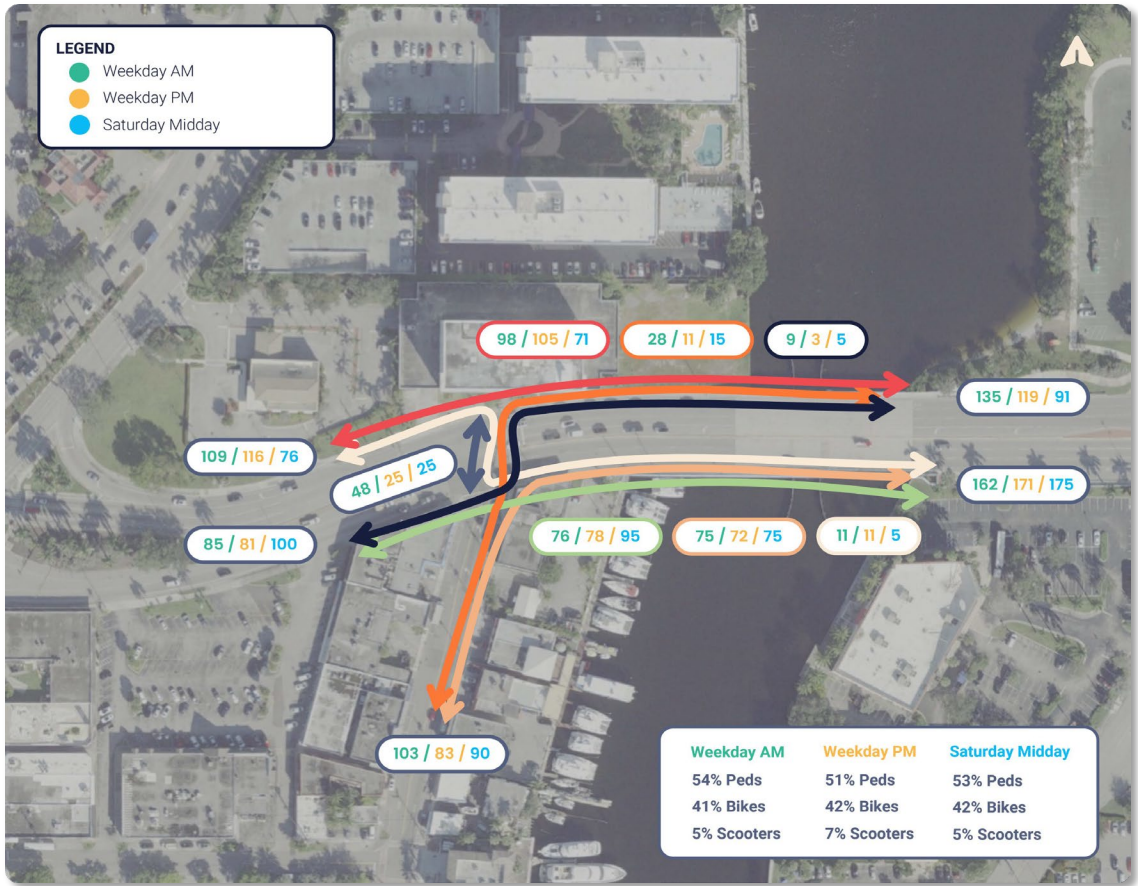 LEGEND
Weekday AM
Weekday PM
Saturday Midday
98 / 105 / 71
28 / 11 / 15
9 / 3 / 5
135 / 119 / 91
109 / 116 / 76
48 / 25 / 25
162 / 171 / 175
85 / 81 / 100
76 / 78 / 95
75 / 72 / 75
11 / 11 / 5
103 / 83 / 90
Weekday AM Weekday PM Saturday Midday
54% Peds 51% Peds 53% Peds
41% Bikes 42% Bikes 42% Bikes
5% Scooters 7% Scooters 5% Scooters